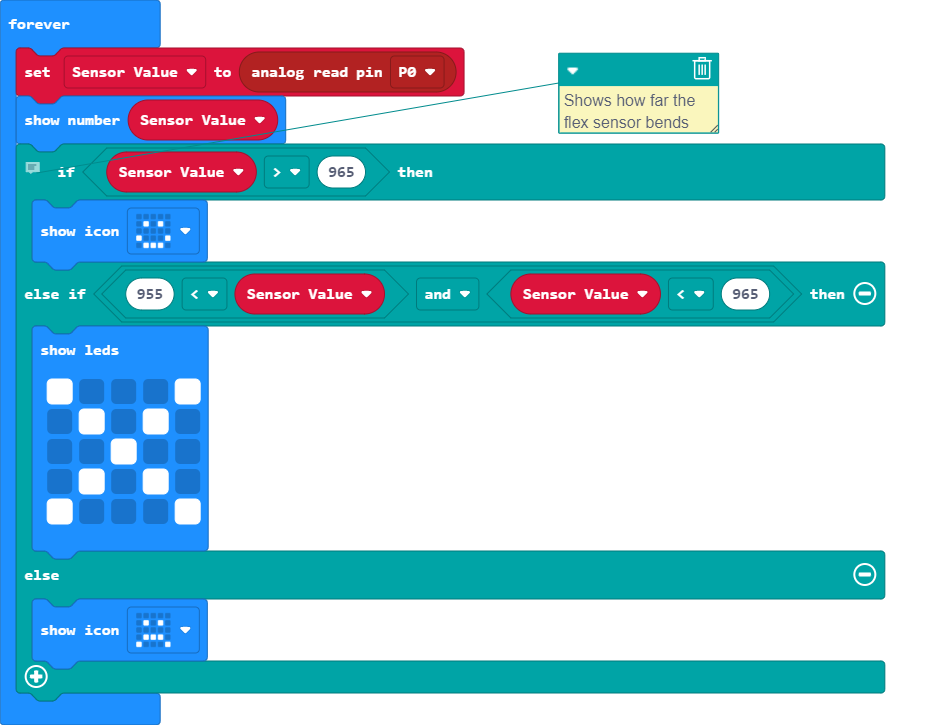 forever
set Sensor Value to analog read pin P0
show number Sensor Value
Shows how far the
flex sensor bends
if Sensor Value > 965 then
show icon
else if 955 < Sensor Value and Sensor Value < 965 then
show leds
else
show icon